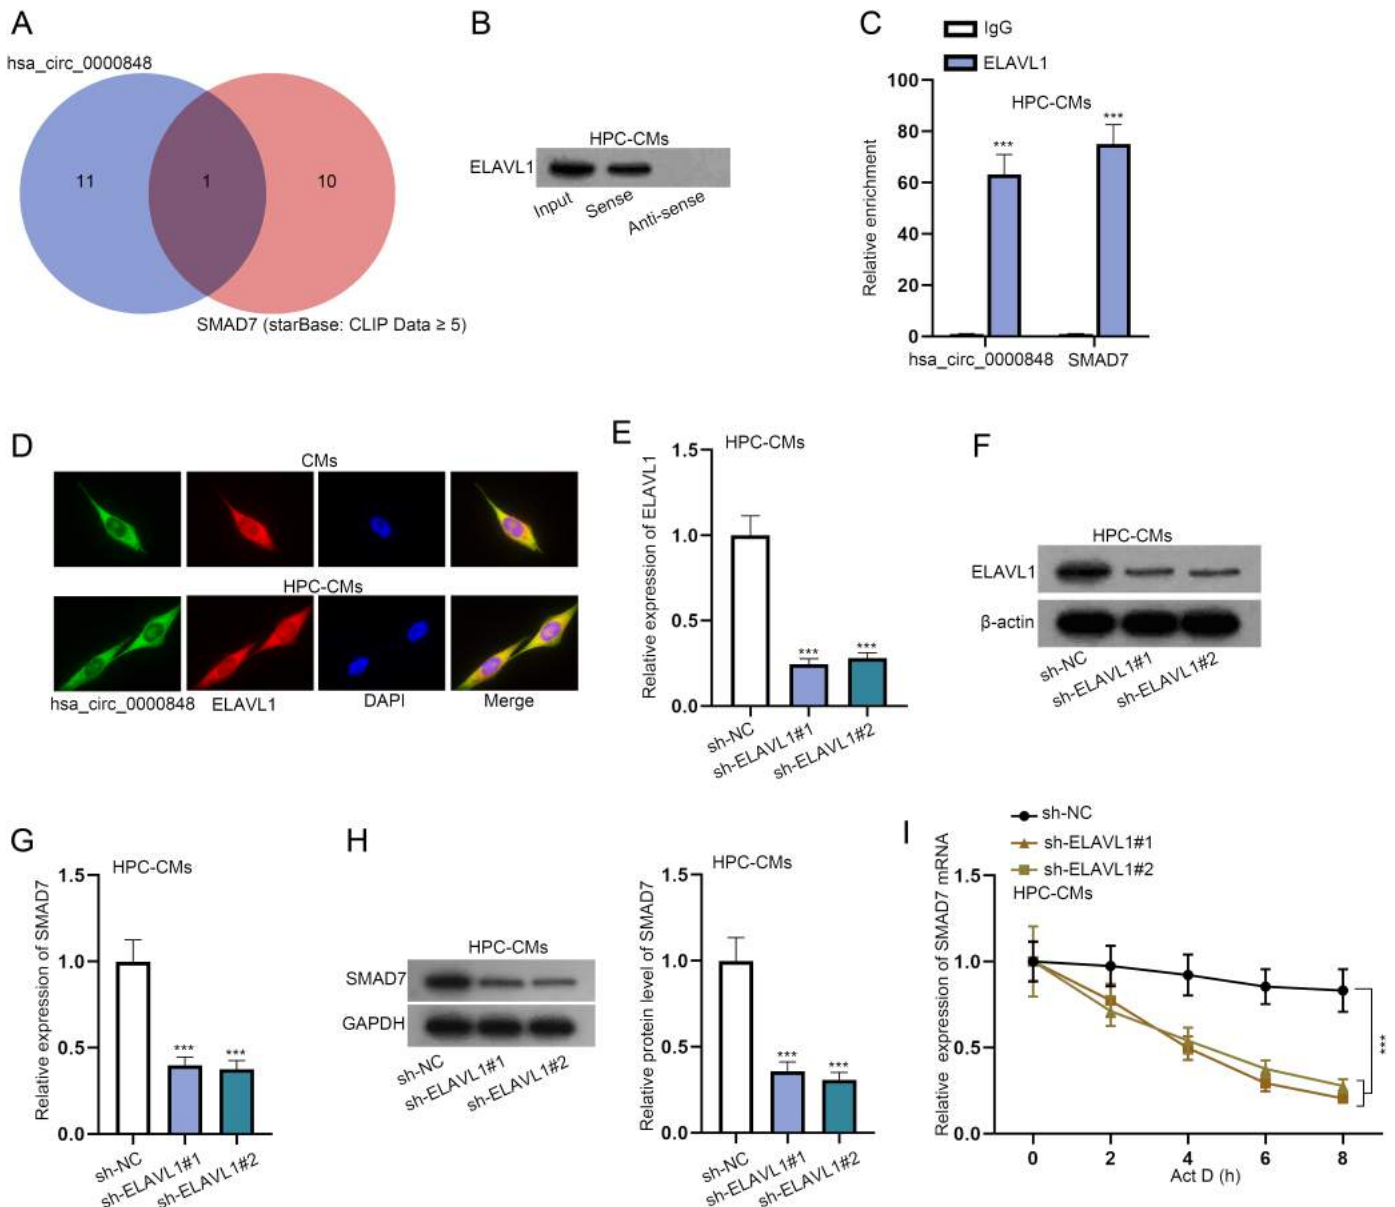 A
hsa_circ_0000848
11
1
10
SMAD7 (starBase: CLIP Data ≥ 5)
B
HPC-CMs
ELAVL1
Input
Sense
Anti-sense
C
IgG
ELAVL1
HPC-CMs
Relative enrichment
100
80
60
40
20
0
***
***
hsa_circ_0000848
SMAD7
D
CMs
HPC-CMs
hsa_circ_0000848
ELAVL1
DAPI
Merge
E
HPC-CMs
Relative expression of ELAVL1
1.5
1.0
0.5
0.0
***
***
sh-NC
sh-ELAVL1#1
sh-ELAVL1#2
F
HPC-CMs
ELAVL1
β-actin
sh-NC
sh-ELAVL1#1
sh-ELAVL1#2
G
HPC-CMs
Relative expression of SMAD7
1.5
1.0
0.5
0.0
***
***
sh-NC
sh-ELAVL1#1
sh-ELAVL1#2
H
HPC-CMs
SMAD7
GAPDH
sh-NC
sh-ELAVL1#1
sh-ELAVL1#2
HPC-CMs
Relative protein level of SMAD7
1.5
1.0
0.5
0.0
***
***
sh-NC
sh-ELAVL1#1
sh-ELAVL1#2
I
sh-NC
sh-ELAVL1#1
sh-ELAVL1#2
HPC-CMs
Relative expression of SMAD7 mRNA
1.5
1.0
0.5
0.0
***
0
2
4
6
8
Act D (h)